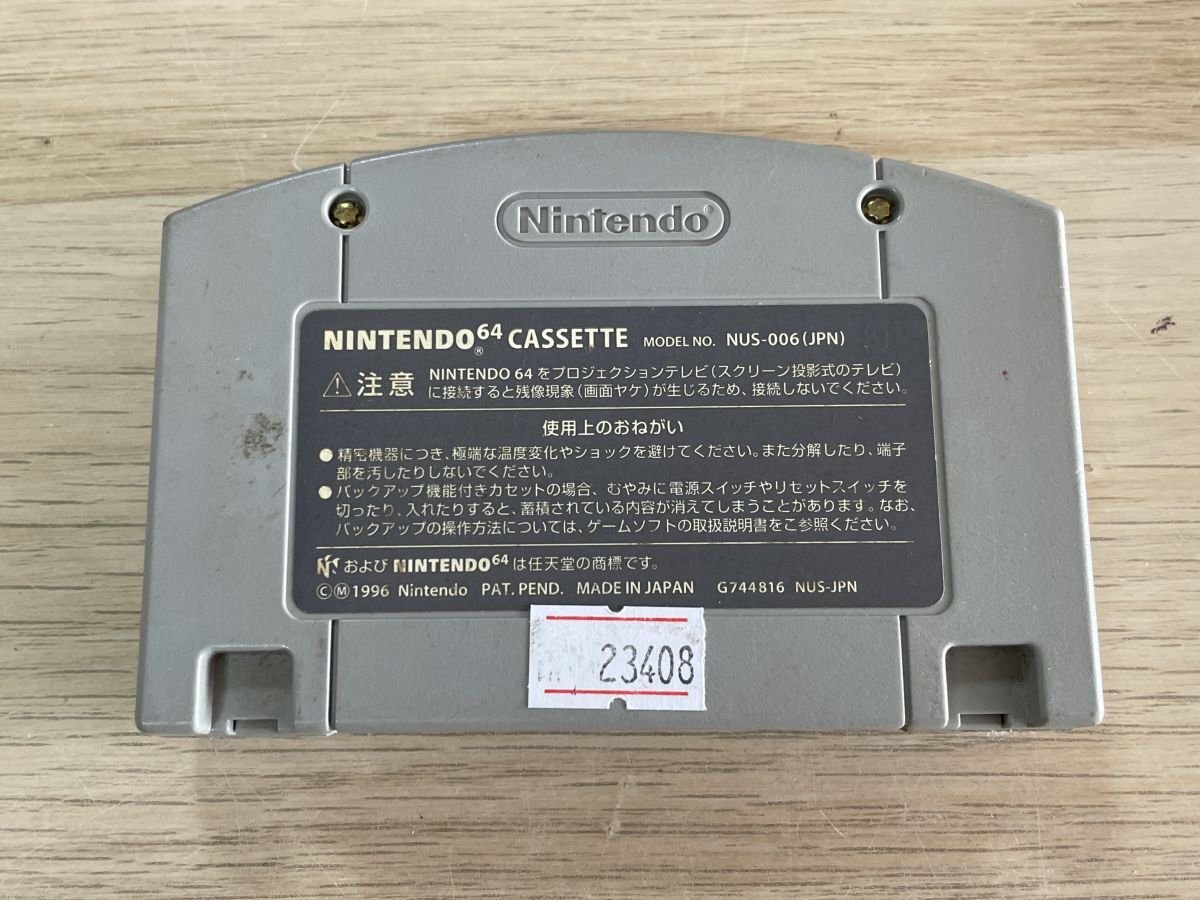 Nintendo®
NINTENDO®64 CASSETTE MODEL NO. NUS-006(JPN)
⚠注意 NINTENDO 64をプロジェクションテレビ(スクリーン投影式のテレビ)
に接続すると残像現象(画面ヤケ)が生じるため、接続しないでください。
使用上のおねがい
●精密機器につき、極端な温度変化やショックを避けてください。また分解したり、端子
部を汚したりしないでください。
●バックアップ機能付きカセットの場合、むやみに電源スイッチやリセットスイッチを
切ったり、入れたりすると、蓄積されている内容が消えてしまうことがあります。なお、
バックアップの操作方法については、ゲームソフトの取扱説明書をご参照ください。
および NINTENDO64は任天堂の商標です。
©Ⓜ1996 Nintendo PAT. PEND. MADE IN JAPAN G744816 NUS-JPN
23408